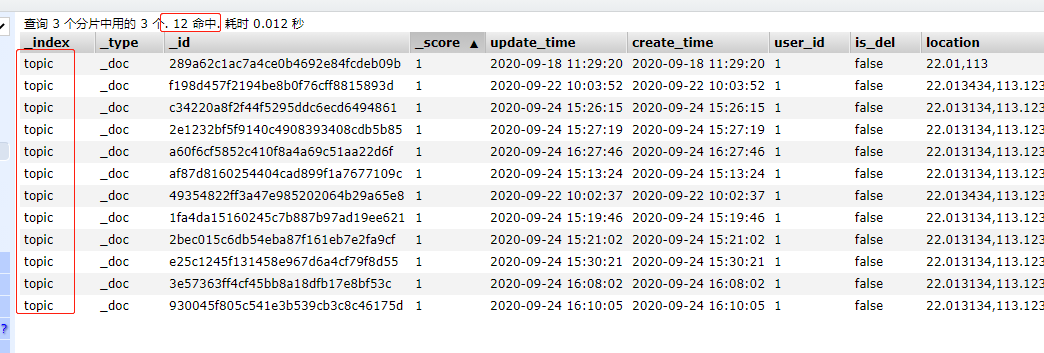 查询 3 个分片中用的 3 个. 12 命中. 耗时 0.012 秒
_index _type _id _score ▲ update_time create_time user_id is_del location
topic _doc 289a62c1ac7a4ce0b4692e84fcdeb09b 1 2020-09-18 11:29:20 2020-09-18 11:29:20 1 false 22.01,113
topic _doc f198d457f2194be8b0f76cff8815893d 1 2020-09-22 10:03:52 2020-09-22 10:03:52 1 false 22.013434,113.123
topic _doc c34220a8f2f44f5295ddc6ecd6494861 1 2020-09-24 15:26:15 2020-09-24 15:26:15 1 false 22.013134,113.123
topic _doc 2e1232bf5f9140c4908393408cdb5b85 1 2020-09-24 15:27:19 2020-09-24 15:27:19 1 false 22.013134,113.123
topic _doc a60f6cf5852c410f8a4a69c51aa22d6f 1 2020-09-24 16:27:46 2020-09-24 16:27:46 1 false 22.013134,113.123
topic _doc af87d8160254404cad899f1a7677109c 1 2020-09-24 15:13:24 2020-09-24 15:13:24 1 false 22.013134,113.123
topic _doc 49354822ff3a47e985202064b29a65e8 1 2020-09-22 10:02:37 2020-09-22 10:02:37 1 false 22.013434,113.123
topic _doc 1fa4da15160245c7b887b97ad19ee621 1 2020-09-24 15:19:46 2020-09-24 15:19:46 1 false 22.013134,113.123
topic _doc 2bec015c6db54eba87f161eb7e2fa9cf 1 2020-09-24 15:21:02 2020-09-24 15:21:02 1 false 22.013134,113.123
topic _doc e25c1245f131458e967d6a4cf79f8d55 1 2020-09-24 15:30:21 2020-09-24 15:30:21 1 false 22.013134,113.123
topic _doc 3e57363ff4cf45bb8a18dfb17e8bf53c 1 2020-09-24 16:08:02 2020-09-24 16:08:02 1 false 22.013134,113.123
topic _doc 930045f805c541e3b539cb3c8c46175d 1 2020-09-24 16:10:05 2020-09-24 16:10:05 1 false 22.013134,113.123
?